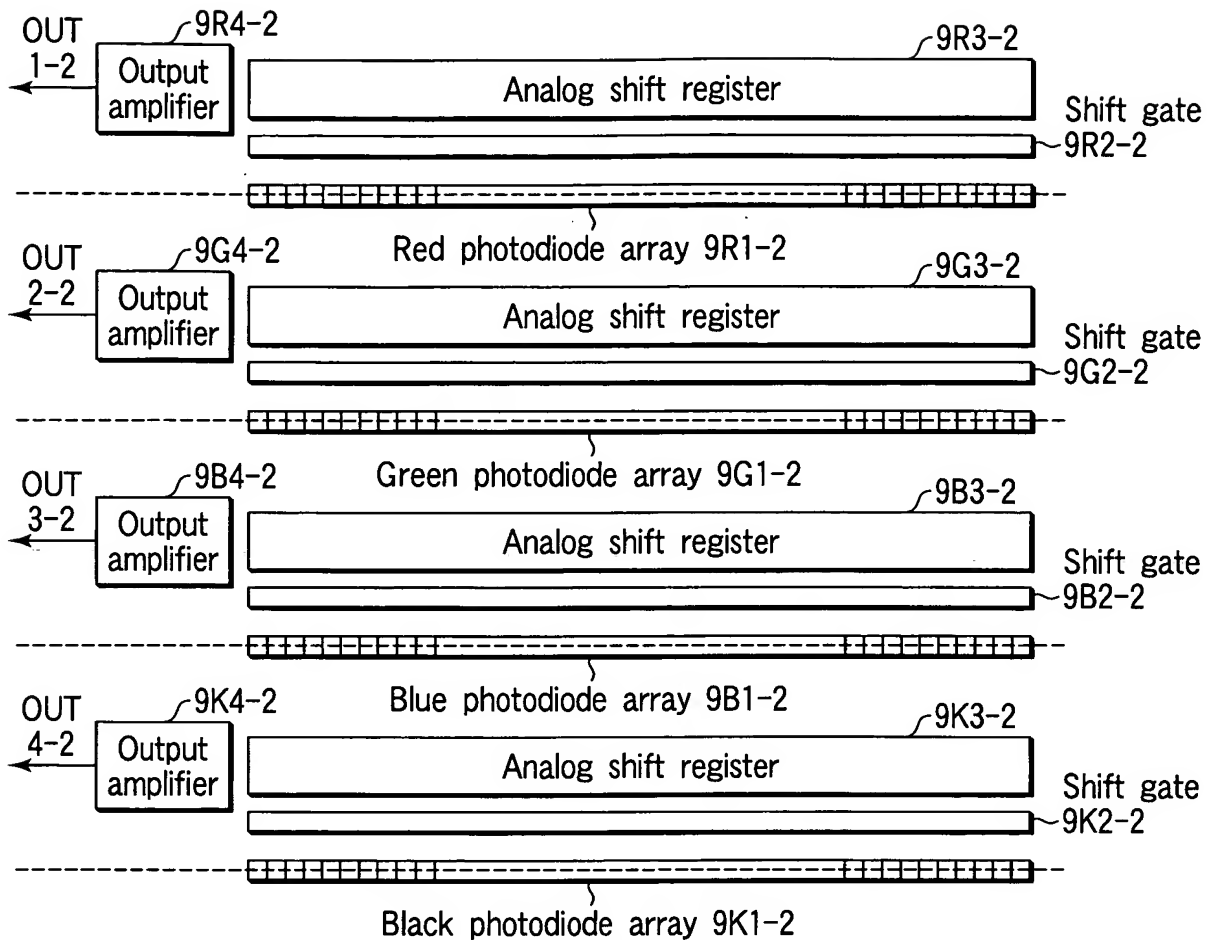 OUT
1-2
9R4-2
Output
amplifier
9R3-2
Analog shift register
Shift gate
9R2-2
Red photodiode array 9R1-2
OUT
2-2
9G4-2
Output
amplifier
9G3-2
Analog shift register
Shift gate
9G2-2
Green photodiode array 9G1-2
OUT
3-2
9B4-2
Output
amplifier
9B3-2
Analog shift register
Shift gate
9B2-2
Blue photodiode array 9B1-2
OUT
4-2
9K4-2
Output
amplifier
9K3-2
Analog shift register
Shift gate
9K2-2
Black photodiode array 9K1-2